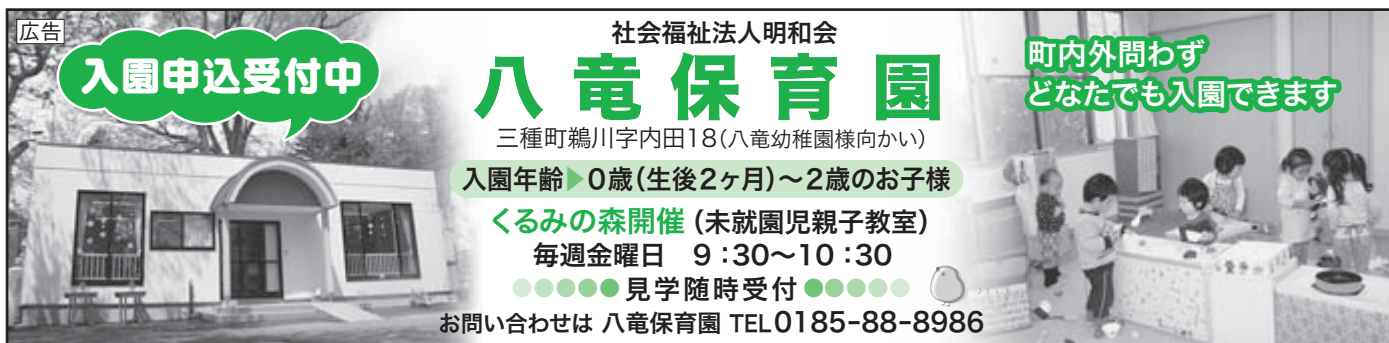 広告
入園申込受付中
社会福祉法人明和会
八竜保育園
三種町鵜川字内田18(八竜幼稚園様向かい)
入園年齢▶0歳(生後2ヶ月)〜2歳のお子様
くるみの森開催(未就園児親子教室)
毎週金曜日 9:30〜10:30
●●●●●見学随時受付●●●●●
お問い合わせは 八竜保育園 TEL0185-88-8986
町内外問わず
どなたでも入園できます